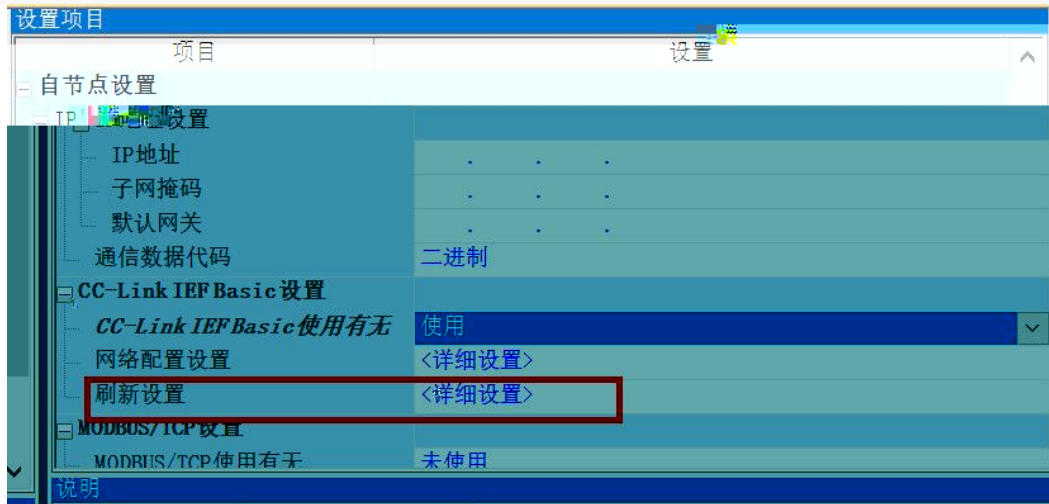 设置项目
项目 设置
自节点设置
IP 设置
IP地址 . . .
子网掩码 . . .
默认网关 . . .
通信数据代码 二进制
CC-Link IEF Basic设置
CC-Link IEF Basic使用有无 使用
网络配置设置 <详细设置>
刷新设置 <详细设置>
MODBUS/TCP设置
MODBUS/TCP使用有无 未使用
说明